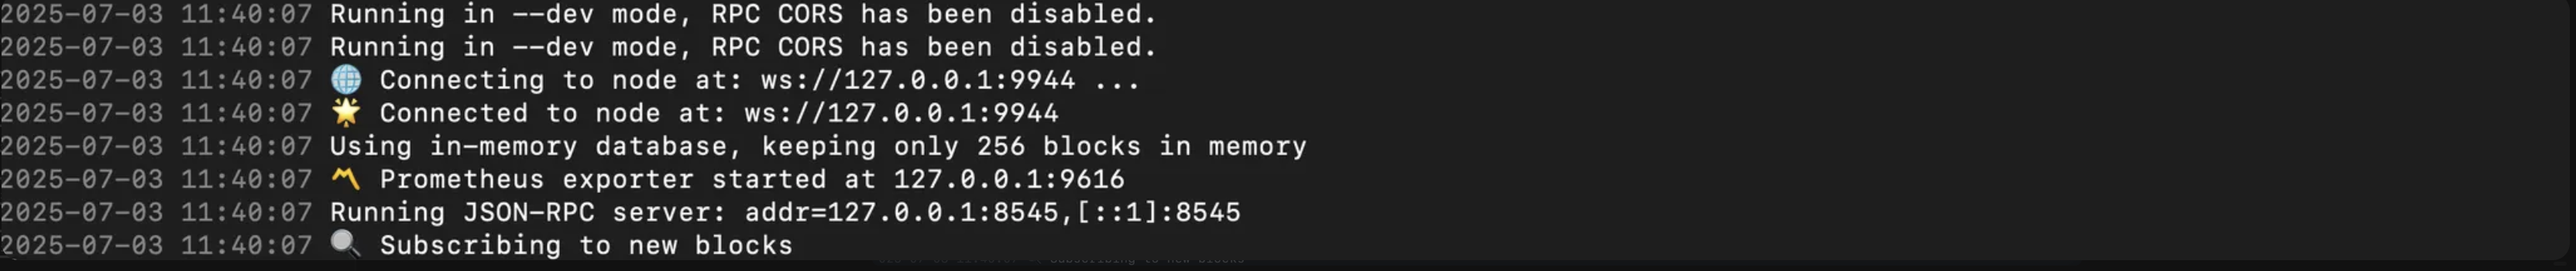 2025-07-03 11:40:07 Running in --dev mode, RPC CORS has been disabled.
2025-07-03 11:40:07 Running in --dev mode, RPC CORS has been disabled.
2025-07-03 11:40:07 🌐 Connecting to node at: ws://127.0.0.1:9944 ...
2025-07-03 11:40:07 🌟 Connected to node at: ws://127.0.0.1:9944
2025-07-03 11:40:07 Using in-memory database, keeping only 256 blocks in memory
2025-07-03 11:40:07 〽️ Prometheus exporter started at 127.0.0.1:9616
2025-07-03 11:40:07 Running JSON-RPC server: addr=127.0.0.1:8545,[::1]:8545
2025-07-03 11:40:07 🔍 Subscribing to new blocks